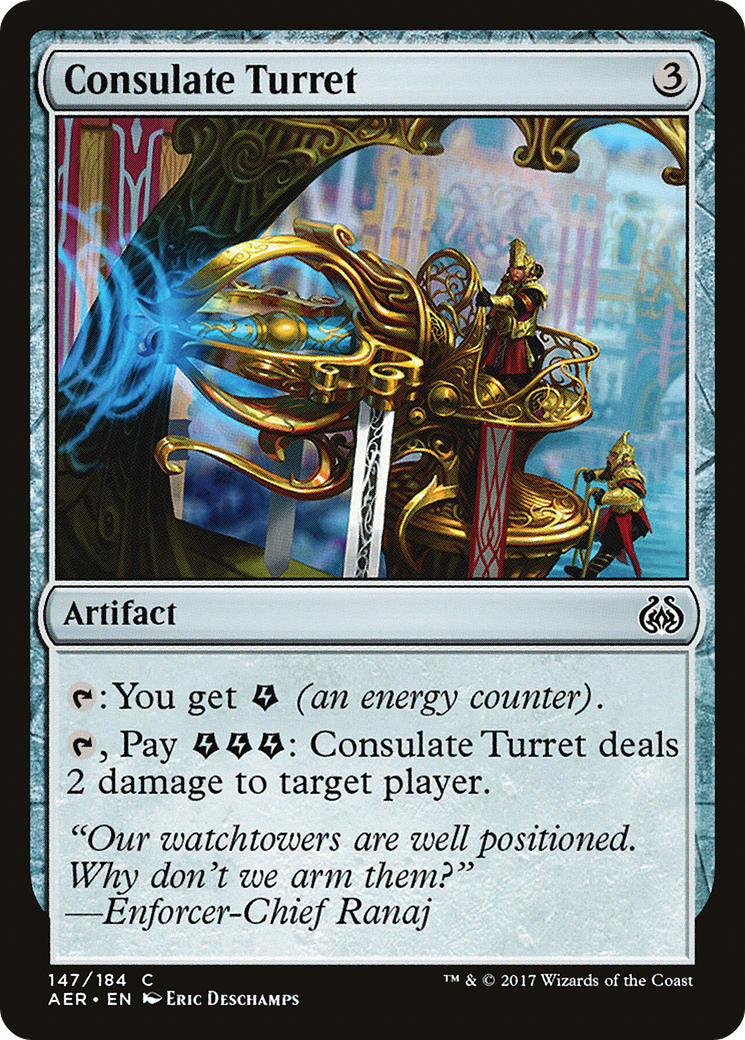 Consulate Turret 3
Artifact
: You get (an energy counter).
, Pay : Consulate Turret deals
2 damage to target player.
“Our watchtowers are well positioned.
Why don’t we arm them?”
—Enforcer-Chief Ranaj
147/184 C
™ & © 2017 Wizards of the Coast
AER • EN Eric Deschamps